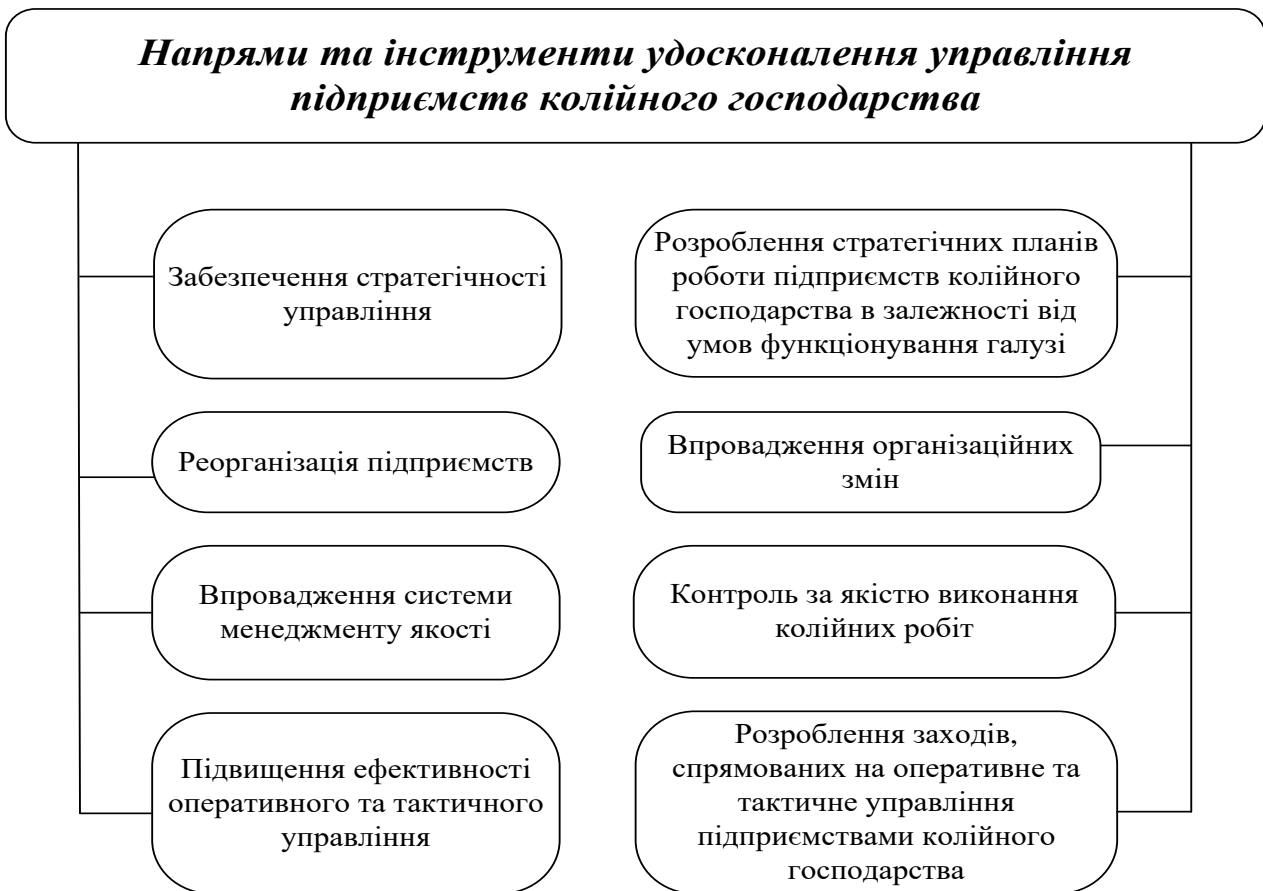 Напрями та інструменти удосконалення управління
підприємств колійного господарства
Забезпечення стратегічності
управління
Розроблення стратегічних планів
роботи підприємств колійного
господарства в залежності від
умов функціонування галузі
Реорганізація підприємств
Впровадження організаційних
змін
Впровадження системи
менеджменту якості
Контроль за якістю виконання
колійних робіт
Підвищення ефективності
оперативного та тактичного
управління
Розроблення заходів,
спрямованих на оперативне та
тактичне управління
підприємствами колійного
господарства